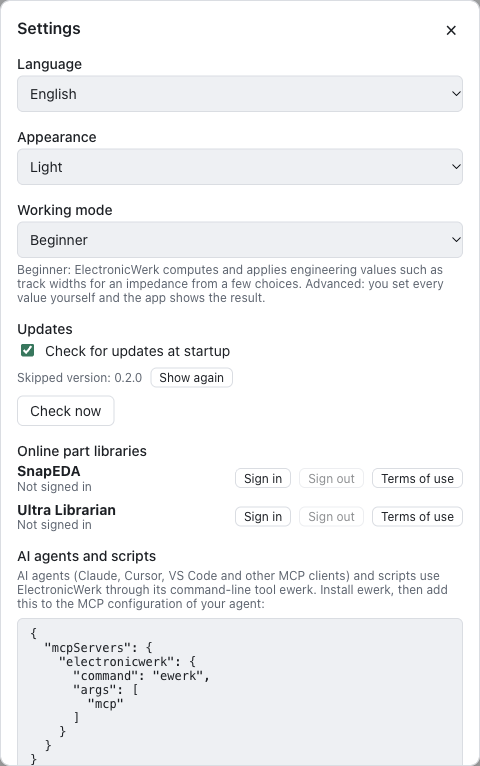 Settings
Language
English
Appearance
Light
Working mode
Beginner
Beginner: ElectronicWerk computes and applies engineering values such as
track widths for an impedance from a few choices. Advanced: you set every
value yourself and the app shows the result.
Updates
Check for updates at startup
Skipped version: 0.2.0 Show again
Check now
Online part libraries
SnapEDA
Not signed in
Sign in Sign out Terms of use
Ultra Librarian
Not signed in
Sign in Sign out Terms of use
AI agents and scripts
AI agents (Claude, Cursor, VS Code and other MCP clients) and scripts use
ElectronicWerk through its command-line tool ewerk. Install ewerk, then add
this to the MCP configuration of your agent:
{
  "mcpServers": {
    "electronicwerk": {
      "command": "ewerk",
      "args": [
        "mcp"
      ]
    }
  }
}